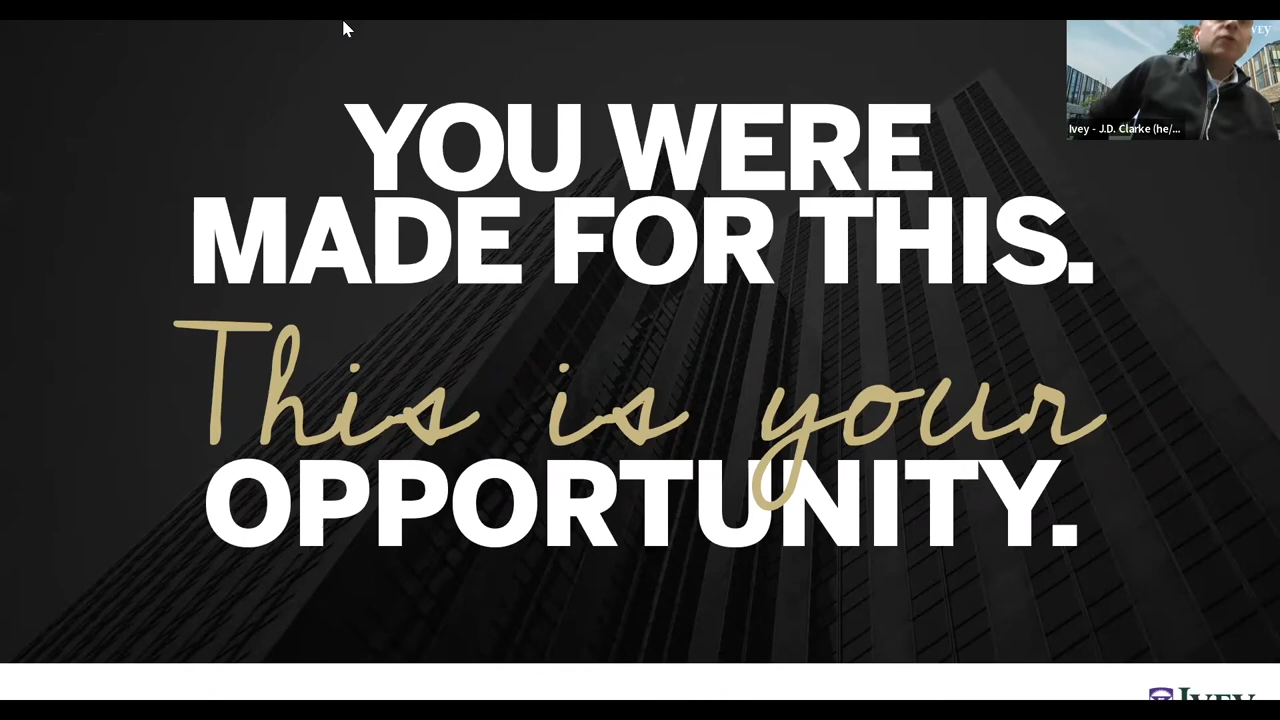 YOU WERE
MADE FOR THIS.
This is your
OPPORTUNITY.
Ivey - J.D. Clarke (he/...